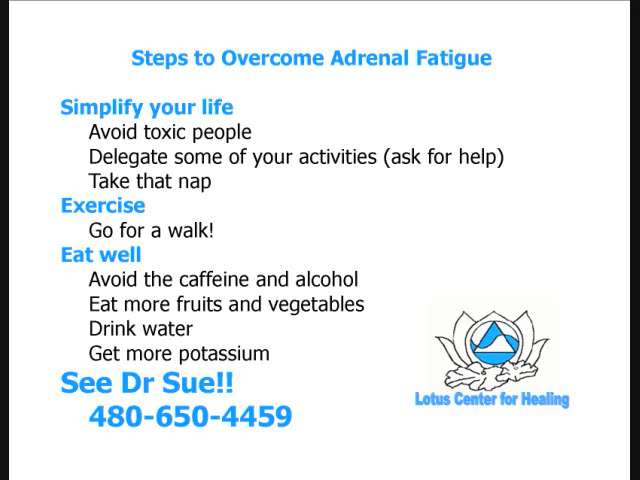 Steps to Overcome Adrenal Fatigue
Simplify your life
Avoid toxic people
Delegate some of your activities (ask for help)
Take that nap
Exercise
Go for a walk!
Eat well
Avoid the caffeine and alcohol
Eat more fruits and vegetables
Drink water
Get more potassium
See Dr Sue!!
480-650-4459
Lotus Center for Healing